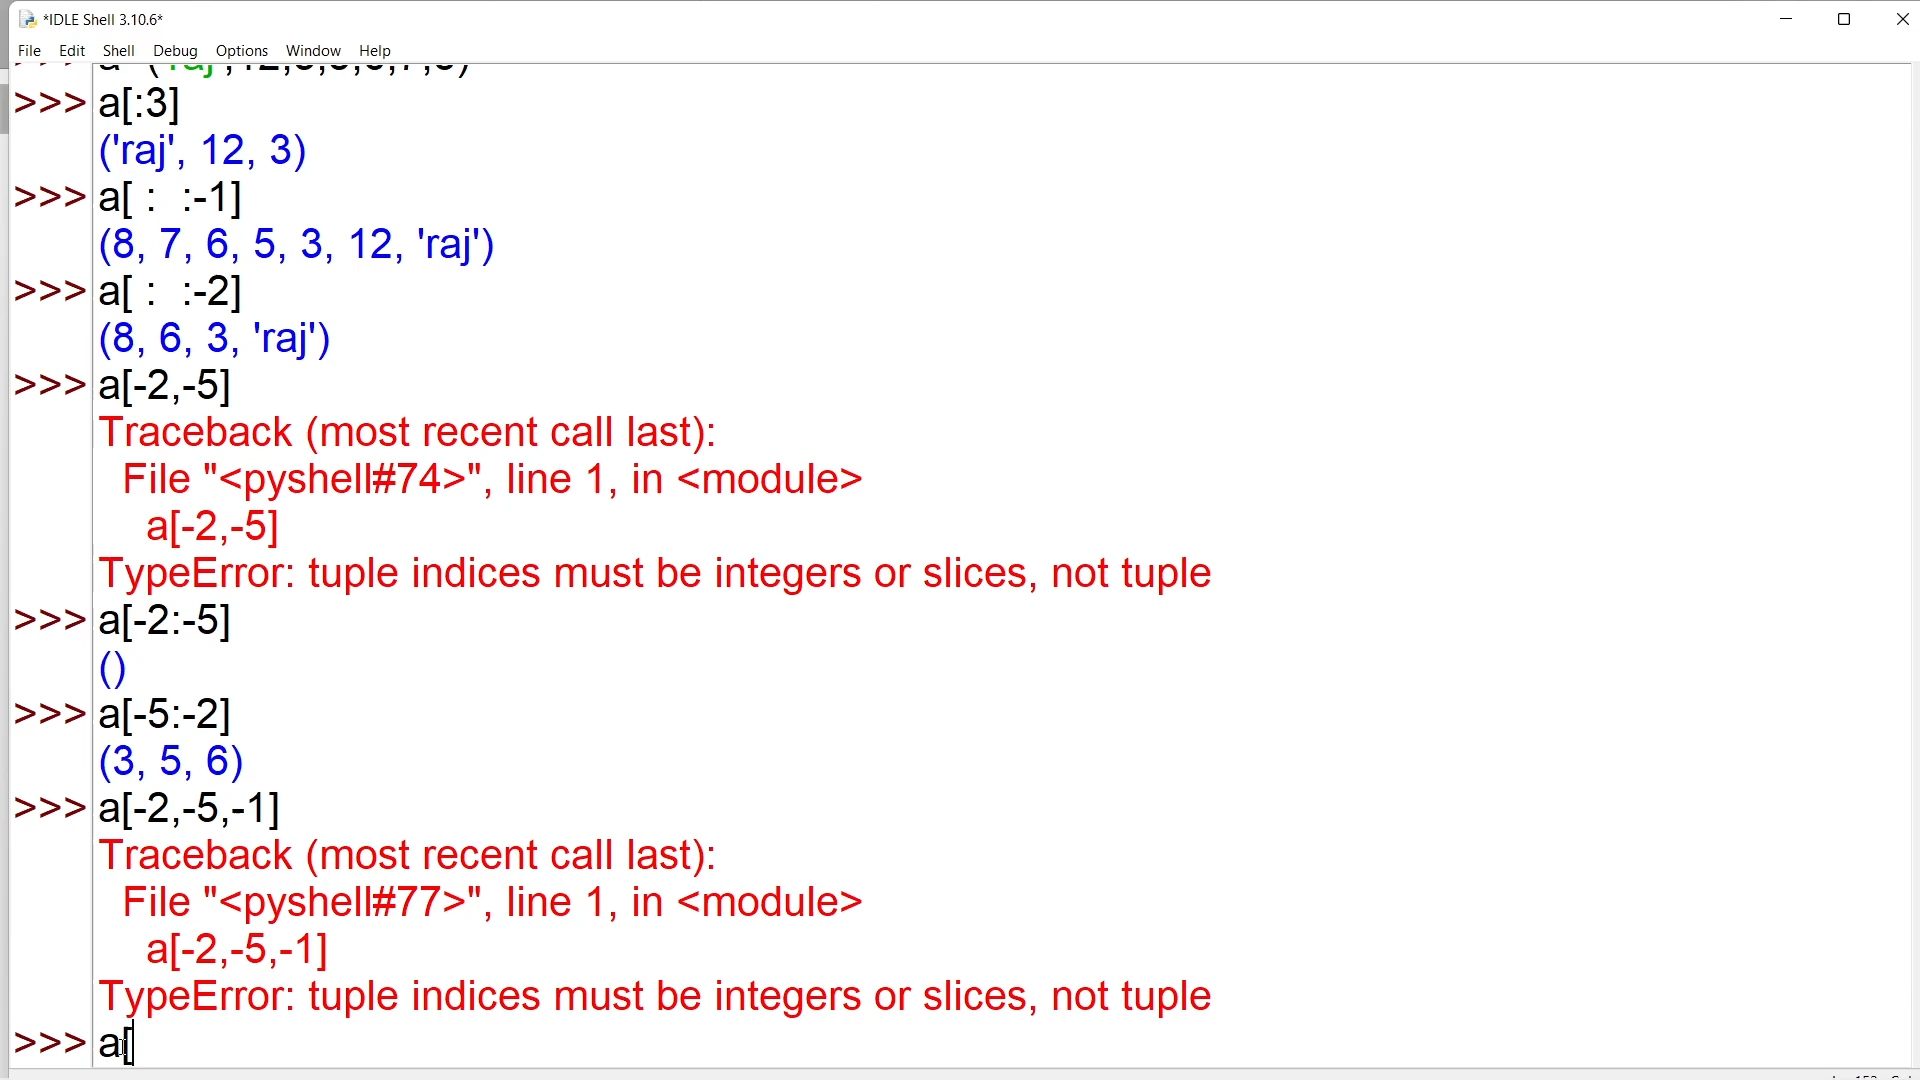 *IDLE Shell 3.10.6*
File Edit Shell Debug Options Window Help
>>> a[:3]
('raj', 12, 3)
>>> a[ :  :-1]
(8, 7, 6, 5, 3, 12, 'raj')
>>> a[ :  :-2]
(8, 6, 3, 'raj')
>>> a[-2,-5]
Traceback (most recent call last):
File "<pyshell#74>", line 1, in <module>
a[-2,-5]
TypeError: tuple indices must be integers or slices, not tuple
>>> a[-2:-5]
()
>>> a[-5:-2]
(3, 5, 6)
>>> a[-2,-5,-1]
Traceback (most recent call last):
File "<pyshell#77>", line 1, in <module>
a[-2,-5,-1]
TypeError: tuple indices must be integers or slices, not tuple
>>> a[